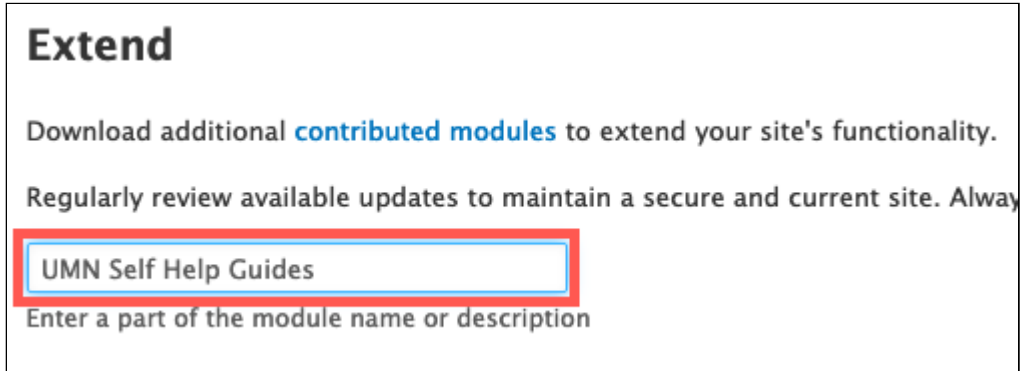 Extend
Download additional contributed modules to extend your site's functionality.
Regularly review available updates to maintain a secure and current site. Alway
UMN Self Help Guides
Enter a part of the module name or description